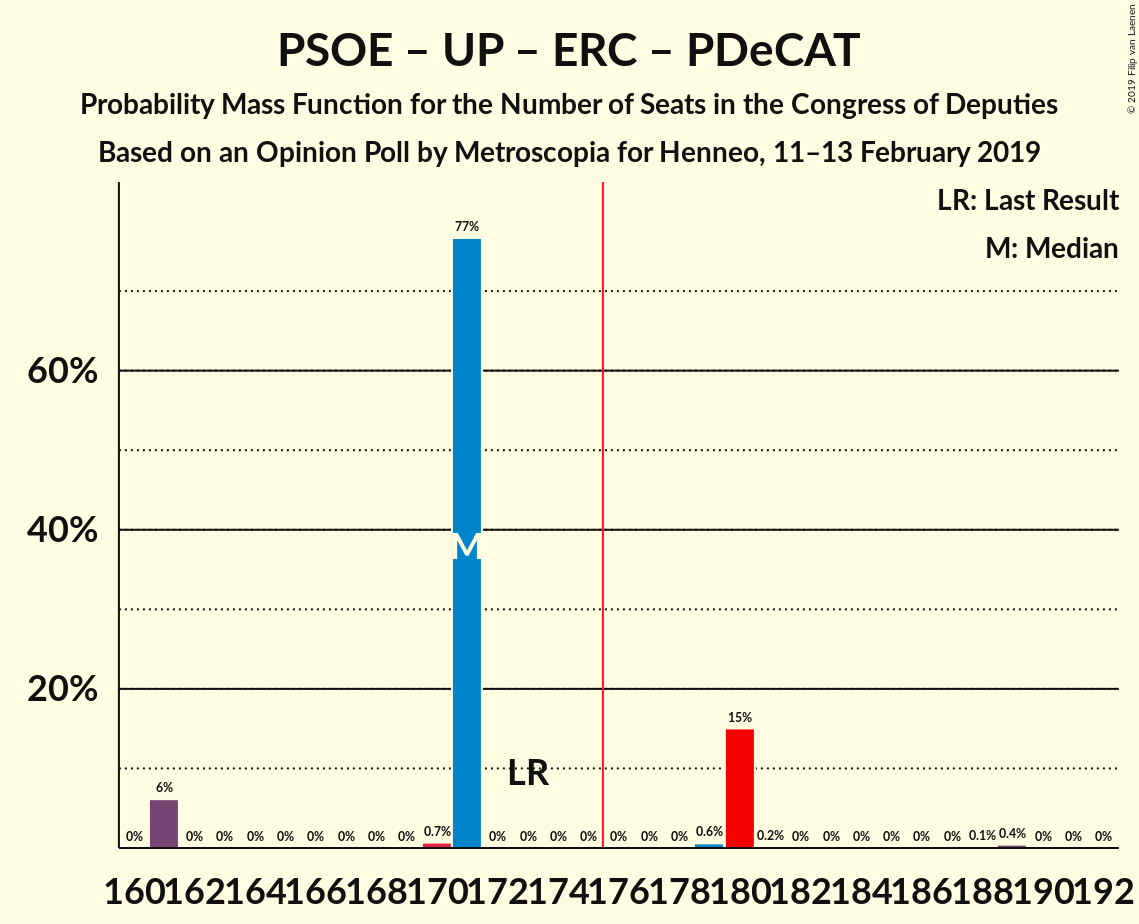 PSOE – UP – ERC – PDeCAT
Probability Mass Function for the Number of Seats in the Congress of Deputies
Based on an Opinion Poll by Metroscopia for Henneo, 11–13 February 2019
© 2019 Filip van Laenen
LR: Last Result
M: Median
77%
60%
40%
M
20%
15%
LR
6%
0% 0% 0% 0% 0% 0% 0% 0% 0% 0.7% 0% 0% 0% 0% 0% 0% 0% 0.6% 0.2% 0% 0% 0% 0% 0% 0% 0.1% 0.4% 0% 0% 0%
160 162 164 166 168 170 172 174 176 178 180 182 184 186 188 190 192